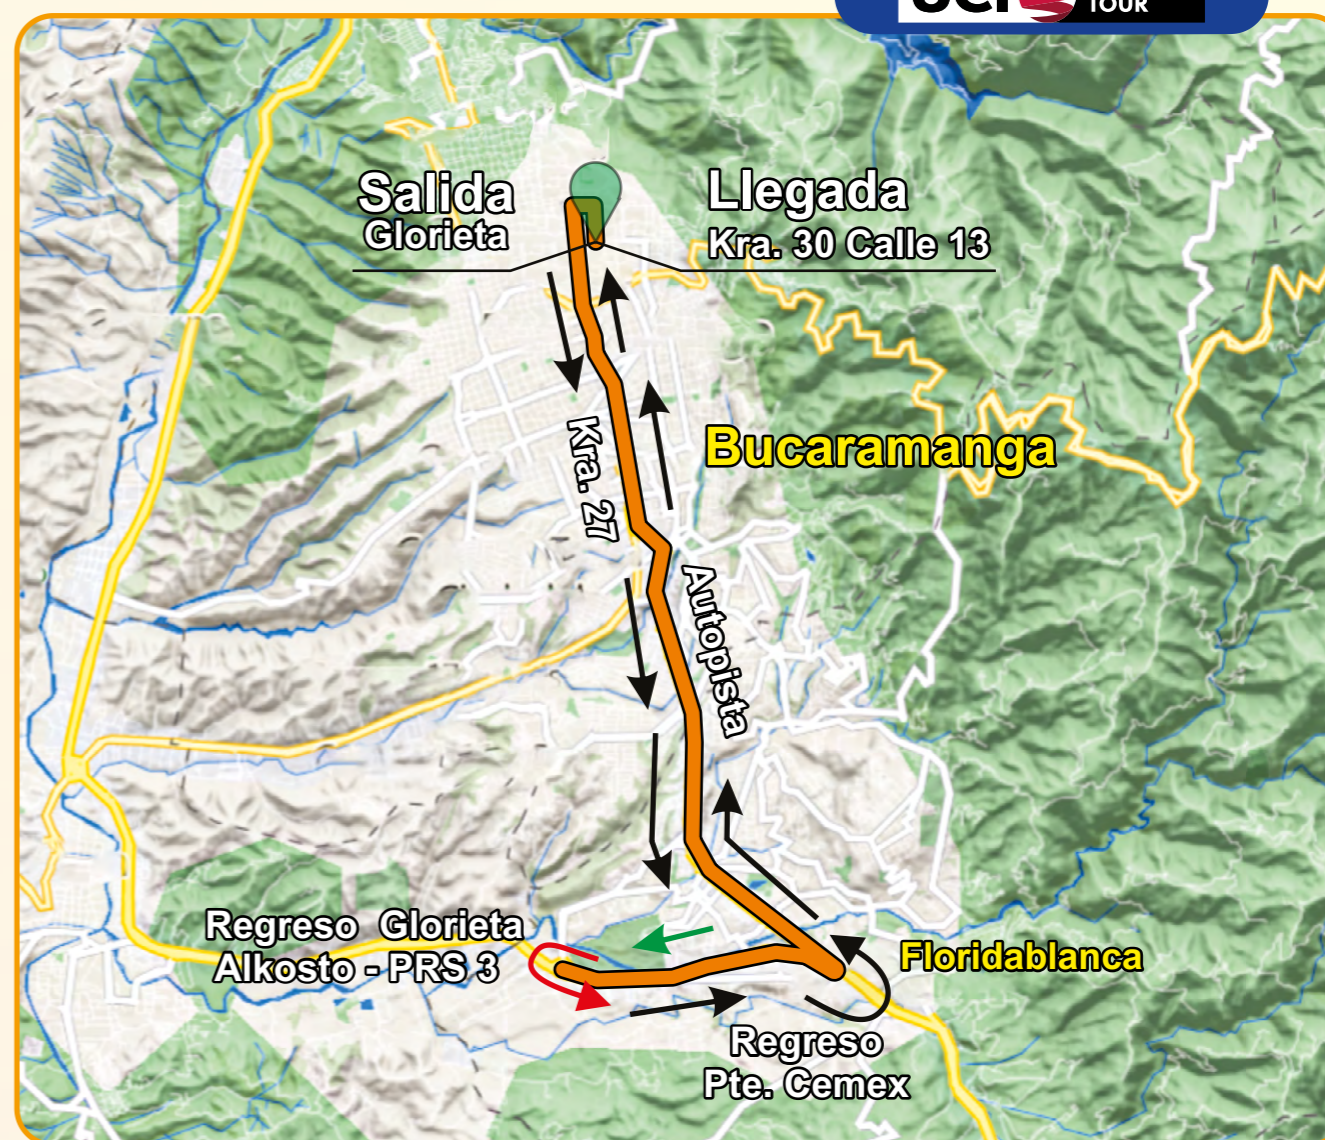 UCI
TOUR
Salida
Glorieta
Llegada
Kra. 30 Calle 13
Kra. 27
Bucaramanga
Autopista
Regreso Glorieta
Alkosto - PRS 3
Floridablanca
Regreso
Pte. Cemex